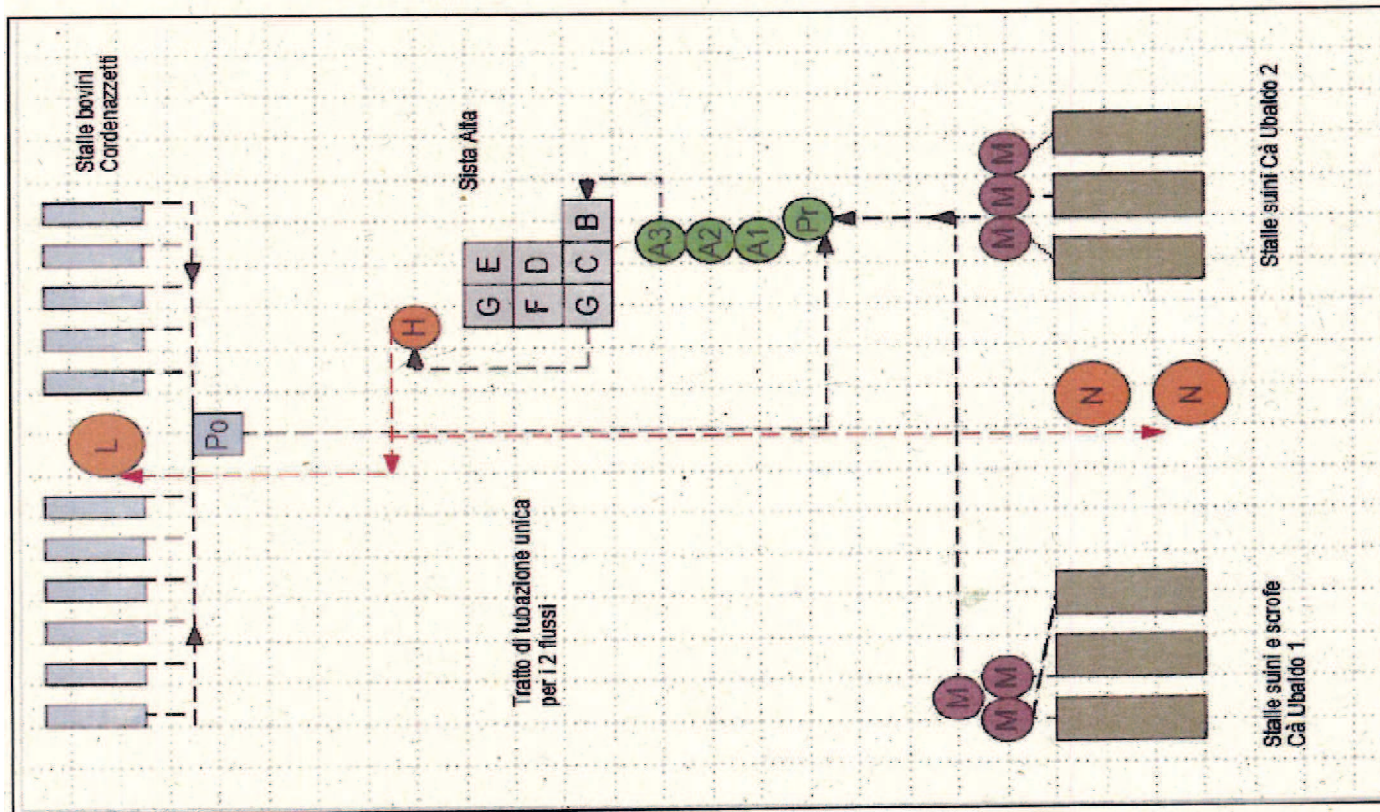 Stalle bovini
Cordenazzetti
L
Po
H
Sista Alta
G E
F D
G C B
A3
A2
A1
Pr
Tratto di tubazione unica
per i 2 flussi
M
M M
M M M
N
N
Stalle suini e scrofe
Cà Ubaldo 1
Stalle suini Cà Ubaldo 2